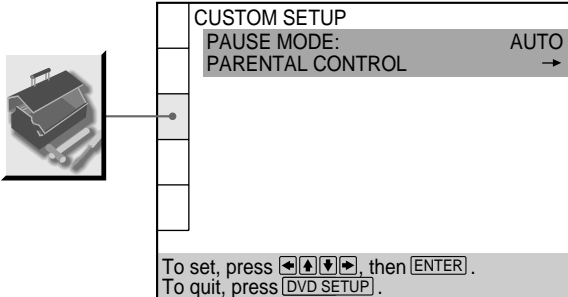 CUSTOM SETUP
PAUSE MODE: AUTO
PARENTAL CONTROL →
To set, press ←↑↓→, then ENTER.
To quit, press DVD SETUP.